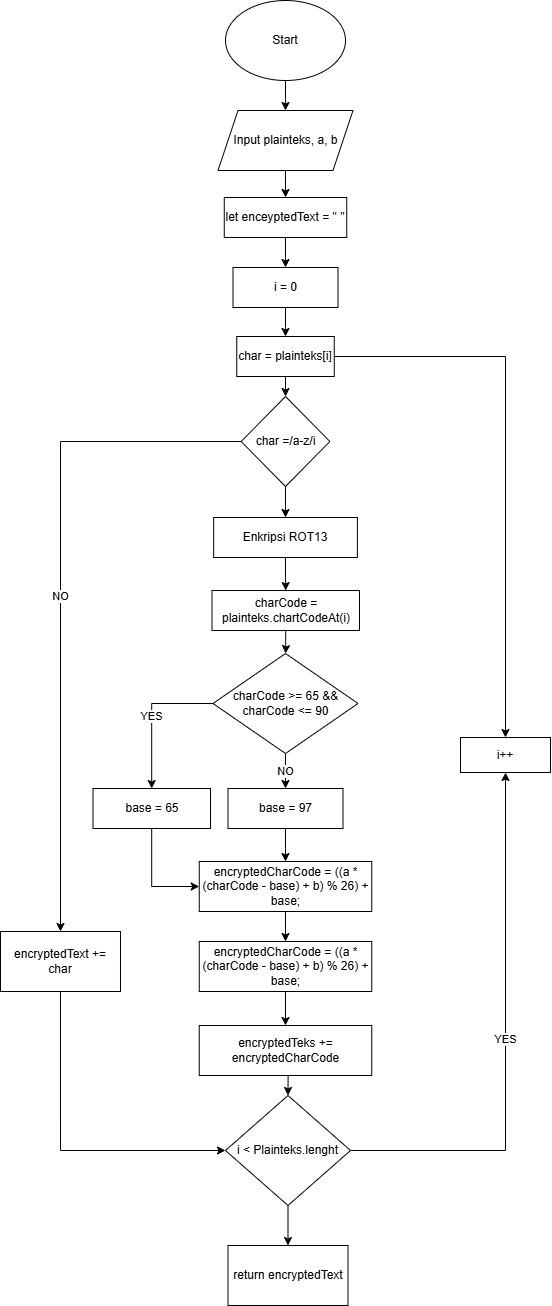 Start
Input plainteks, a, b
let enceyptedText = " "
i = 0
char = plainteks[i]
char =/a-z/i
Enkripsi ROT13
NO
charCode =
plainteks.chartCodeAt(i)
charCode >= 65 &&
charCode <= 90
YES
i++
NO
base = 65
base = 97
encryptedCharCode = ((a *
(charCode - base) + b) % 26) +
base;
encryptedText +=
char
encryptedCharCode = ((a *
(charCode - base) + b) % 26) +
base;
encryptedTeks +=
encryptedCharCode
YES
i < Plainteks.lenght
return encryptedText